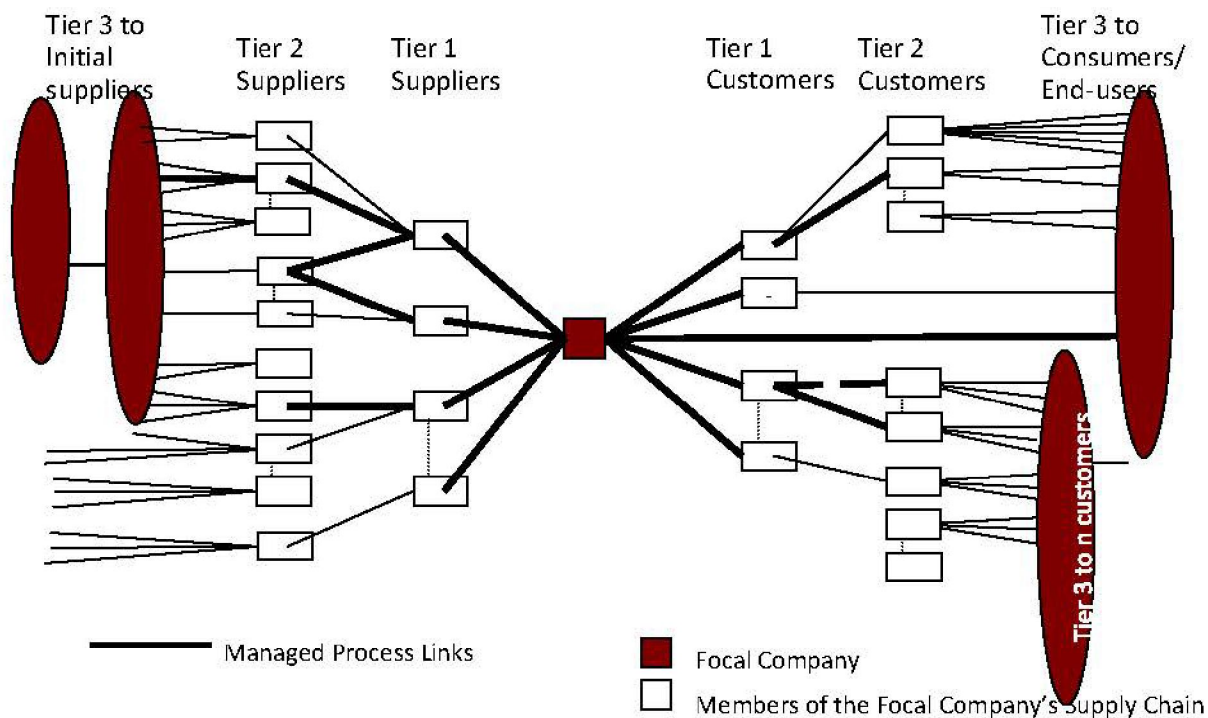 Tier 3 to
Initial
suppliers
Tier 2
Suppliers
Tier 1
Suppliers
Tier 1
Customers
Tier 2
Customers
Tier 3 to
Consumers/
End-users
Tier 3 to n customers
Managed Process Links
Focal Company
Members of the Focal Company's Supply Chain